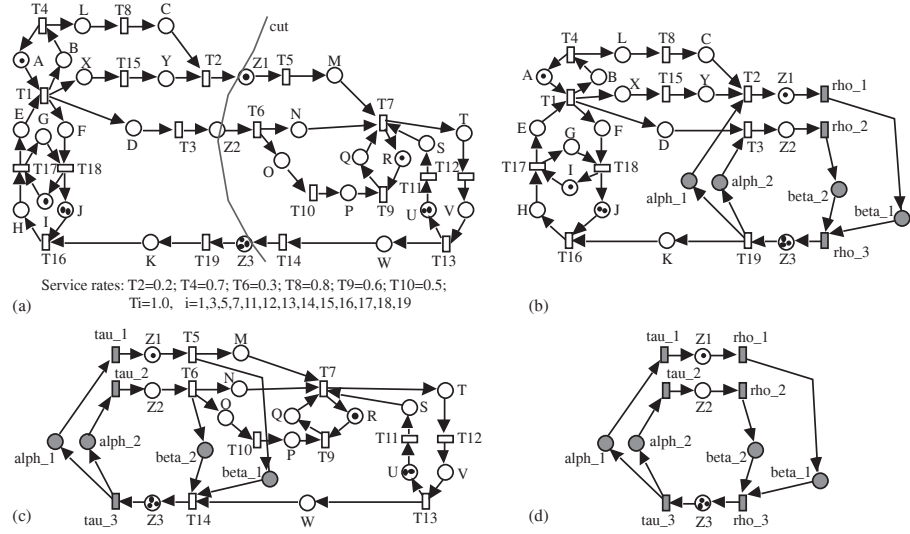 T4 L T8 C cut
A B
X T15 Y T2 Z1 T5 M
T1
E G F D T3 Z2 T6 N T7 T
O Q R S
T17 T18 T10 P T9 T11 T12
H I J U V
T16 K T19 Z3 T14 W T13
Service rates: T2=0.2; T4=0.7; T6=0.3; T8=0.8; T9=0.6; T10=0.5;
Ti=1.0, i=1,3,5,7,11,12,13,14,15,16,17,18,19
(a)
T4 L T8 C
A B X T15 Y T2 Z1 rho_1
T1
E G F D T3 Z2 rho_2
T17 I T18
alph_1 alph_2 beta_2
H J beta_1
T16 K T19 Z3 rho_3
(b)
tau_1 Z1 T5 M
tau_2 Z2 T6 N T7 T
O Q R S
alph_1 alph_2 beta_2 T10 P T9 T11 T12
beta_1 U V
tau_3 Z3 T14 W T13
(c)
tau_1 Z1 rho_1
tau_2 Z2 rho_2
alph_1 alph_2 beta_2
beta_1
tau_3 Z3 rho_3
(d)